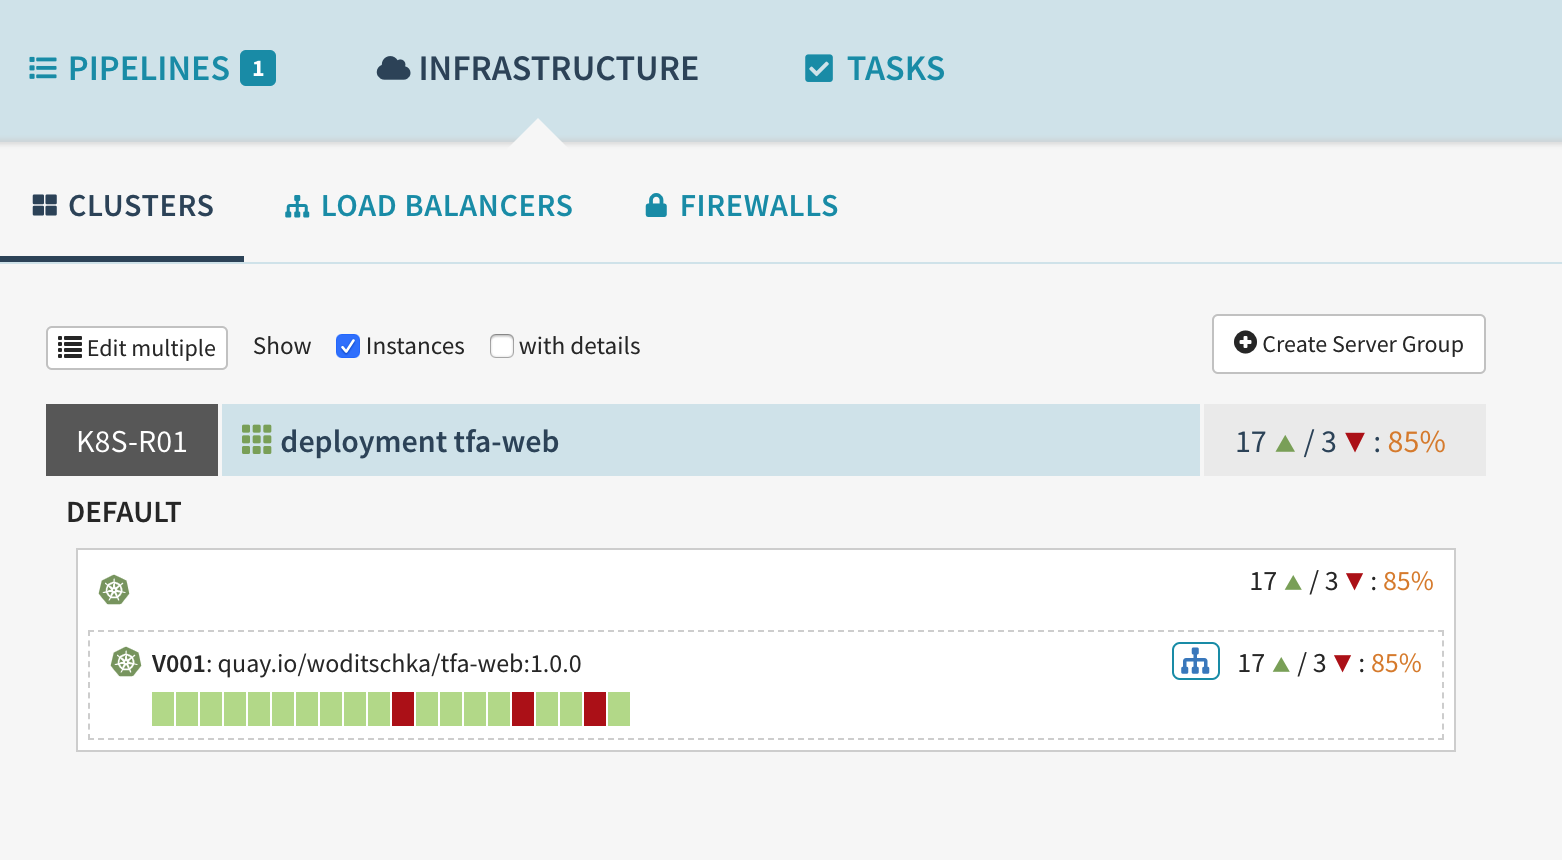 PIPELINES 1 INFRASTRUCTURE TASKS
CLUSTERS LOAD BALANCERS FIREWALLS
Edit multiple Show Instances with details Create Server Group
K8S-R01 deployment tfa-web 17 ▲ / 3 ▼ : 85%
DEFAULT
17 ▲ / 3 ▼ : 85%
V001: quay.io/woditschka/tfa-web:1.0.0 17 ▲ / 3 ▼ : 85%